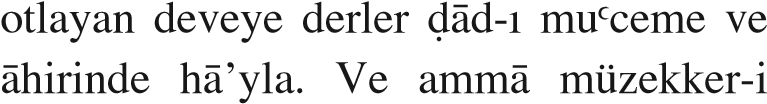 otlayan deveye derler ḍād-ı muʿceme ve
āhirinde hā’yla. Ve ammā müzekker-i